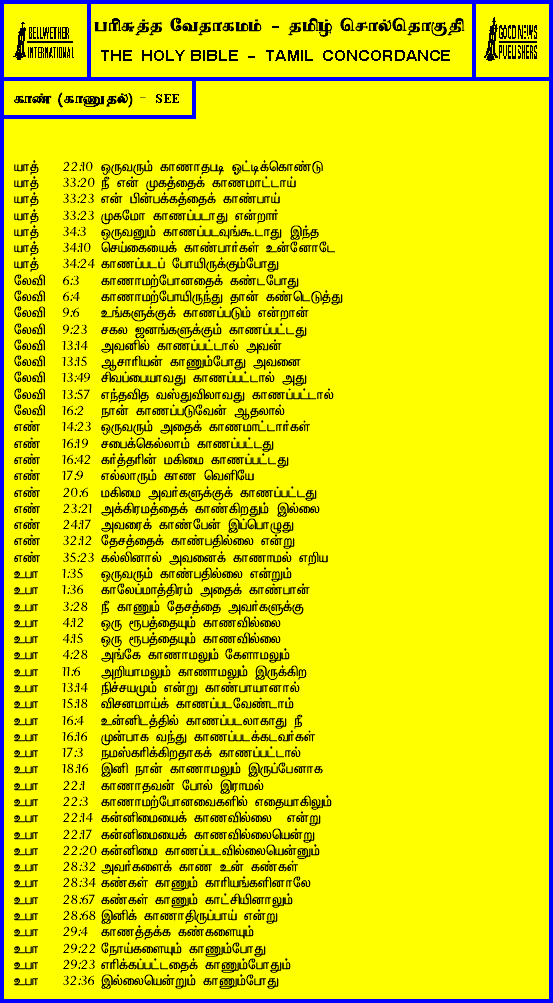 BELLWETHER
INTERNATIONAL
பரிசுத்த வேதாகமம் - தமிழ் சொல்தொகுதி
THE HOLY BIBLE - TAMIL CONCORDANCE
GOOD NEWS
PUBLISHERS
காண் (காணுதல்) - SEE
யாத் 22:10 ஒருவரும் காணாதபடி ஓட்டிக்கொண்டு
யாத் 33:20 நீ என் முகத்தைக் காணமாட்டாய்
யாத் 33:23 என் பின்பக்கத்தைக் காண்பாய்
யாத் 33:23 முகமோ காணப்படாது என்றார்
யாத் 34:3 ஒருவனும் காணப்படவுங்கூடாது இந்த
யாத் 34:10 செய்கையைக் காண்பார்கள் உன்னோடே
யாத் 34:24 காணப்படப் போயிருக்கும்போது
லேவி 6:3 காணாமற்போனதைக் கண்டபோது
லேவி 6:4 காணாமற்போயிருந்து தான் கண்டெடுத்து
லேவி 9:6 உங்களுக்குக் காணப்படும் என்றான்
லேவி 9:23 சகல ஜனங்களுக்கும் காணப்பட்டது
லேவி 13:14 அவனில் காணப்பட்டால் அவன்
லேவி 13:15 ஆசாரியன் காணும்போது அவனை
லேவி 13:49 சிவப்பையாவது காணப்பட்டால் அது
லேவி 13:57 எந்தவித வஸ்துவிலாவது காணப்பட்டால்
லேவி 16:2 நான் காணப்படுவேன் ஆதலால்
எண் 14:23 ஒருவரும் அதைக் காணமாட்டார்கள்
எண் 16:19 சபைக்கெல்லாம் காணப்பட்டது
எண் 16:42 கர்த்தரின் மகிமை காணப்பட்டது
எண் 17:9 எல்லாரும் காண வெளியே
எண் 20:6 மகிமை அவர்களுக்குக் காணப்பட்டது
எண் 23:21 அக்கிரமத்தைக் காண்கிறதும் இல்லை
எண் 24:17 அவரைக் காண்பேன் இப்பொழுது
எண் 32:12 தேசத்தைக் காண்பதில்லை என்று
எண் 35:23 கல்லினால் அவனைக் காணாமல் எறிய
உபா 1:35 ஒருவரும் காண்பதில்லை என்றும்
உபா 1:36 காலேப்மாத்திரம் அதைக் காண்பான்
உபா 3:28 நீ காணும் தேசத்தை அவர்களுக்கு
உபா 4:12 ஒரு ரூபத்தையும் காணவில்லை
உபா 4:15 ஒரு ரூபத்தையும் காணவில்லை
உபா 4:28 அங்கே காணாமலும் கேளாமலும்
உபா 11:6 அறியாமலும் காணாமலும் இருக்கிற
உபா 13:14 நிச்சயமும் என்று காண்பாயானால்
உபா 15:18 விசனமாய்க் காணப்படவேண்டாம்
உபா 16:4 உன்னிடத்தில் காணப்படலாகாது நீ
உபா 16:16 முன்பாக வந்து காணப்படக்கடவர்கள்
உபா 17:3 நமஸ்கரிக்கிறதாகக் காணப்பட்டால்
உபா 18:16 இனி நான் காணாமலும் இருப்பேனாக
உபா 22:1 காணாதவன் போல் இராமல்
உபா 22:3 காணாமற்போனவைகளில் எதையாகிலும்
உபா 22:14 கன்னிமையைக் காணவில்லை என்று
உபா 22:17 கன்னிமையைக் காணவில்லையென்று
உபா 22:20 கன்னிமை காணப்படவில்லையென்னும்
உபா 28:32 அவர்களைக் காண உன் கண்கள்
உபா 28:34 கண்கள் காணும் காரியங்களினாலே
உபா 28:67 கண்கள் காணும் காட்சியினாலும்
உபா 28:68 இனிக் காணாதிருப்பாய் என்று
உபா 29:4 காணத்தக்க கண்களையும்
உபா 29:22 நோய்களையும் காணும்போது
உபா 29:23 எரிக்கப்பட்டதைக் காணும்போதும்
உபா 32:36 இல்லையென்றும் காணும்போது